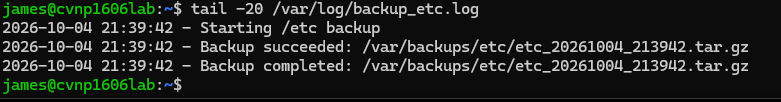 james@cvnp1606lab:~$ tail -20 /var/log/backup_etc.log
2026-10-04 21:39:42 - Starting /etc backup
2026-10-04 21:39:42 - Backup succeeded: /var/backups/etc/etc_20261004_213942.tar.gz
2026-10-04 21:39:42 - Backup completed: /var/backups/etc/etc_20261004_213942.tar.gz
james@cvnp1606lab:~$